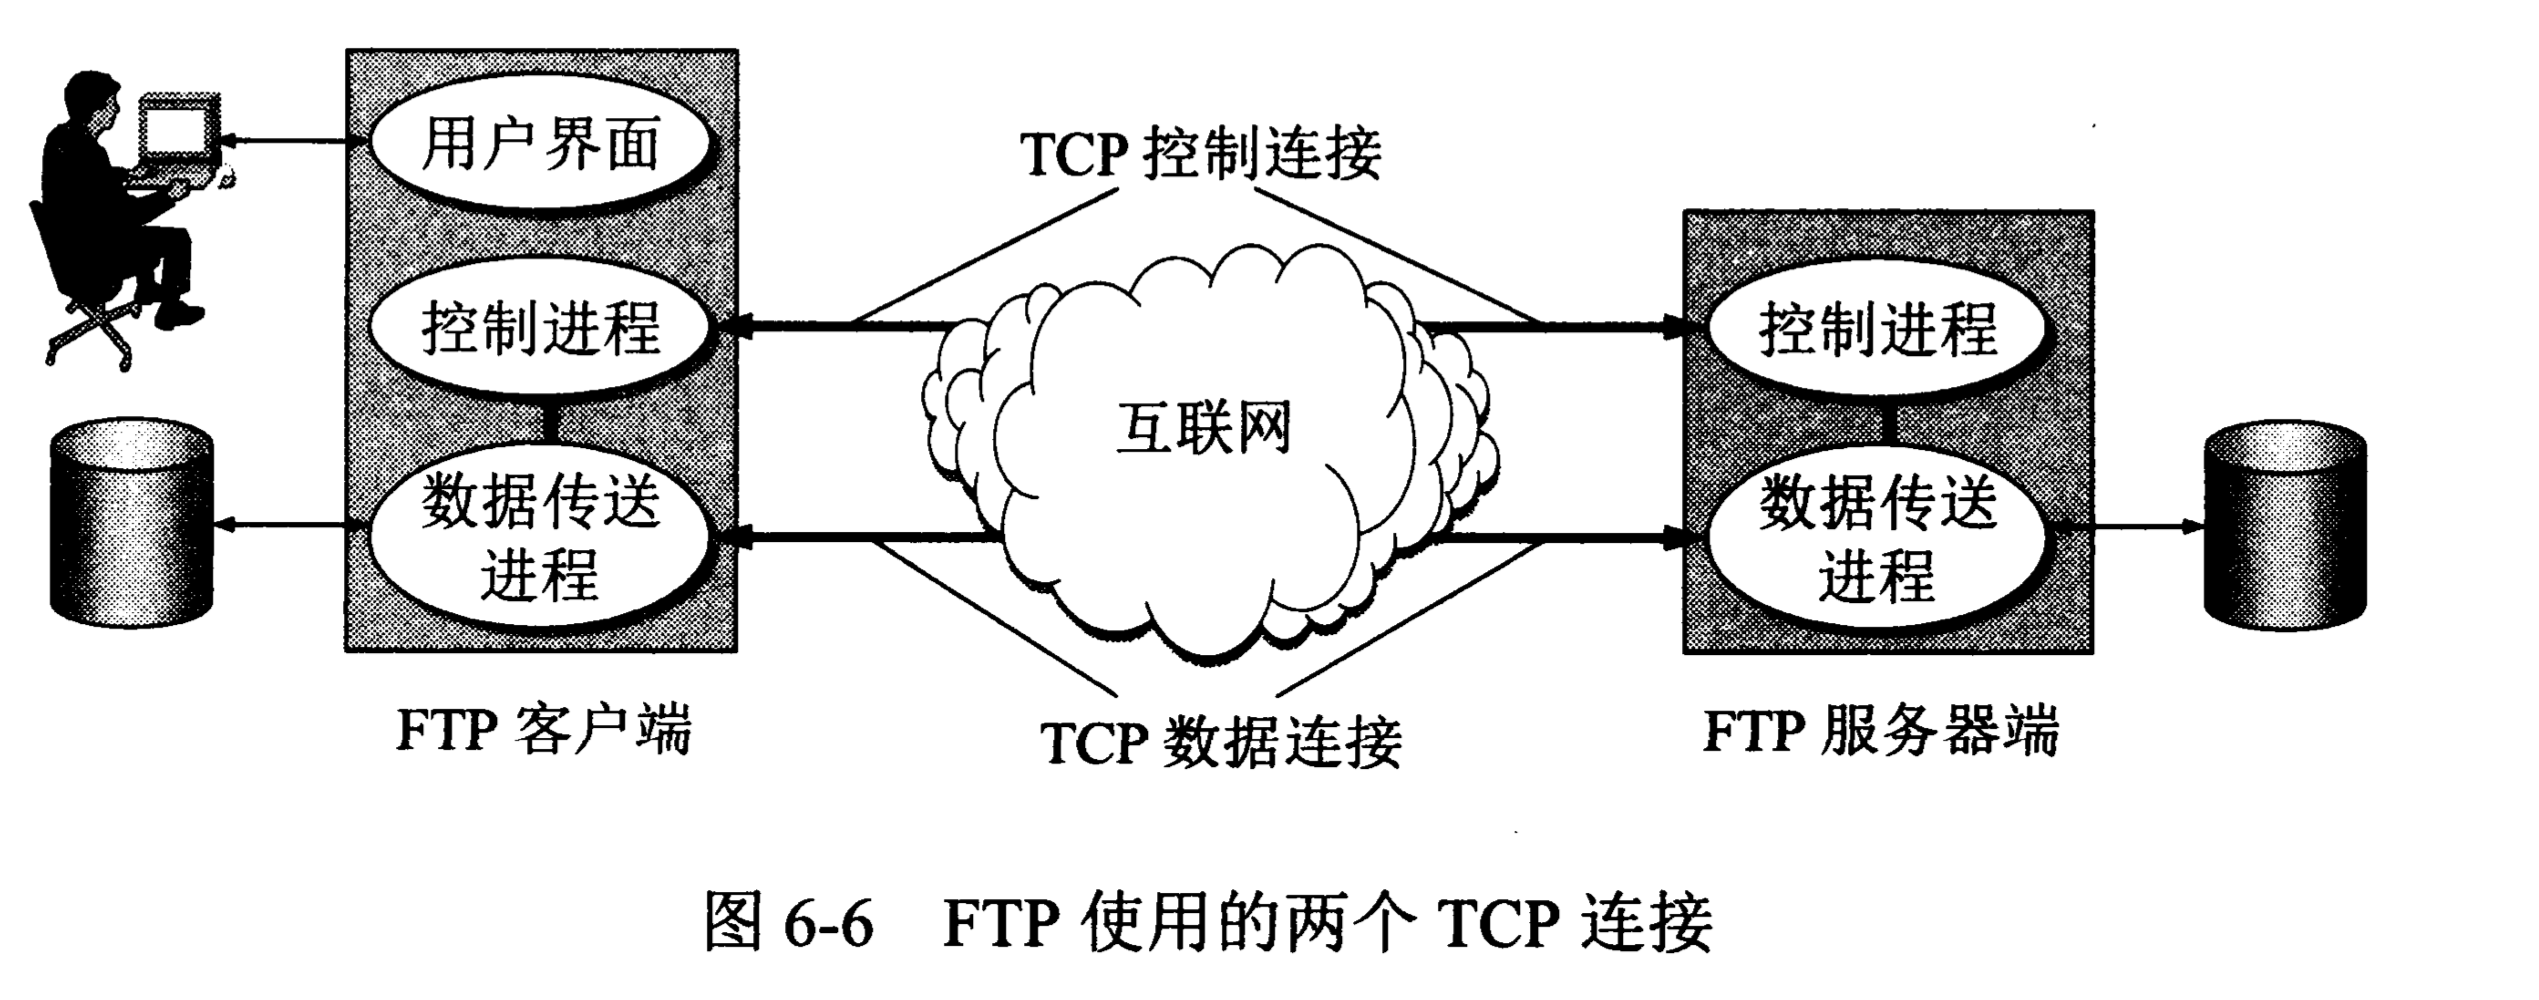 用户界面
TCP 控制连接
控制进程
控制进程
互联网
数据传送
进程
数据传送
进程
FTP 客户端
TCP 数据连接
FTP 服务器端
图 6-6 FTP 使用的两个 TCP 连接